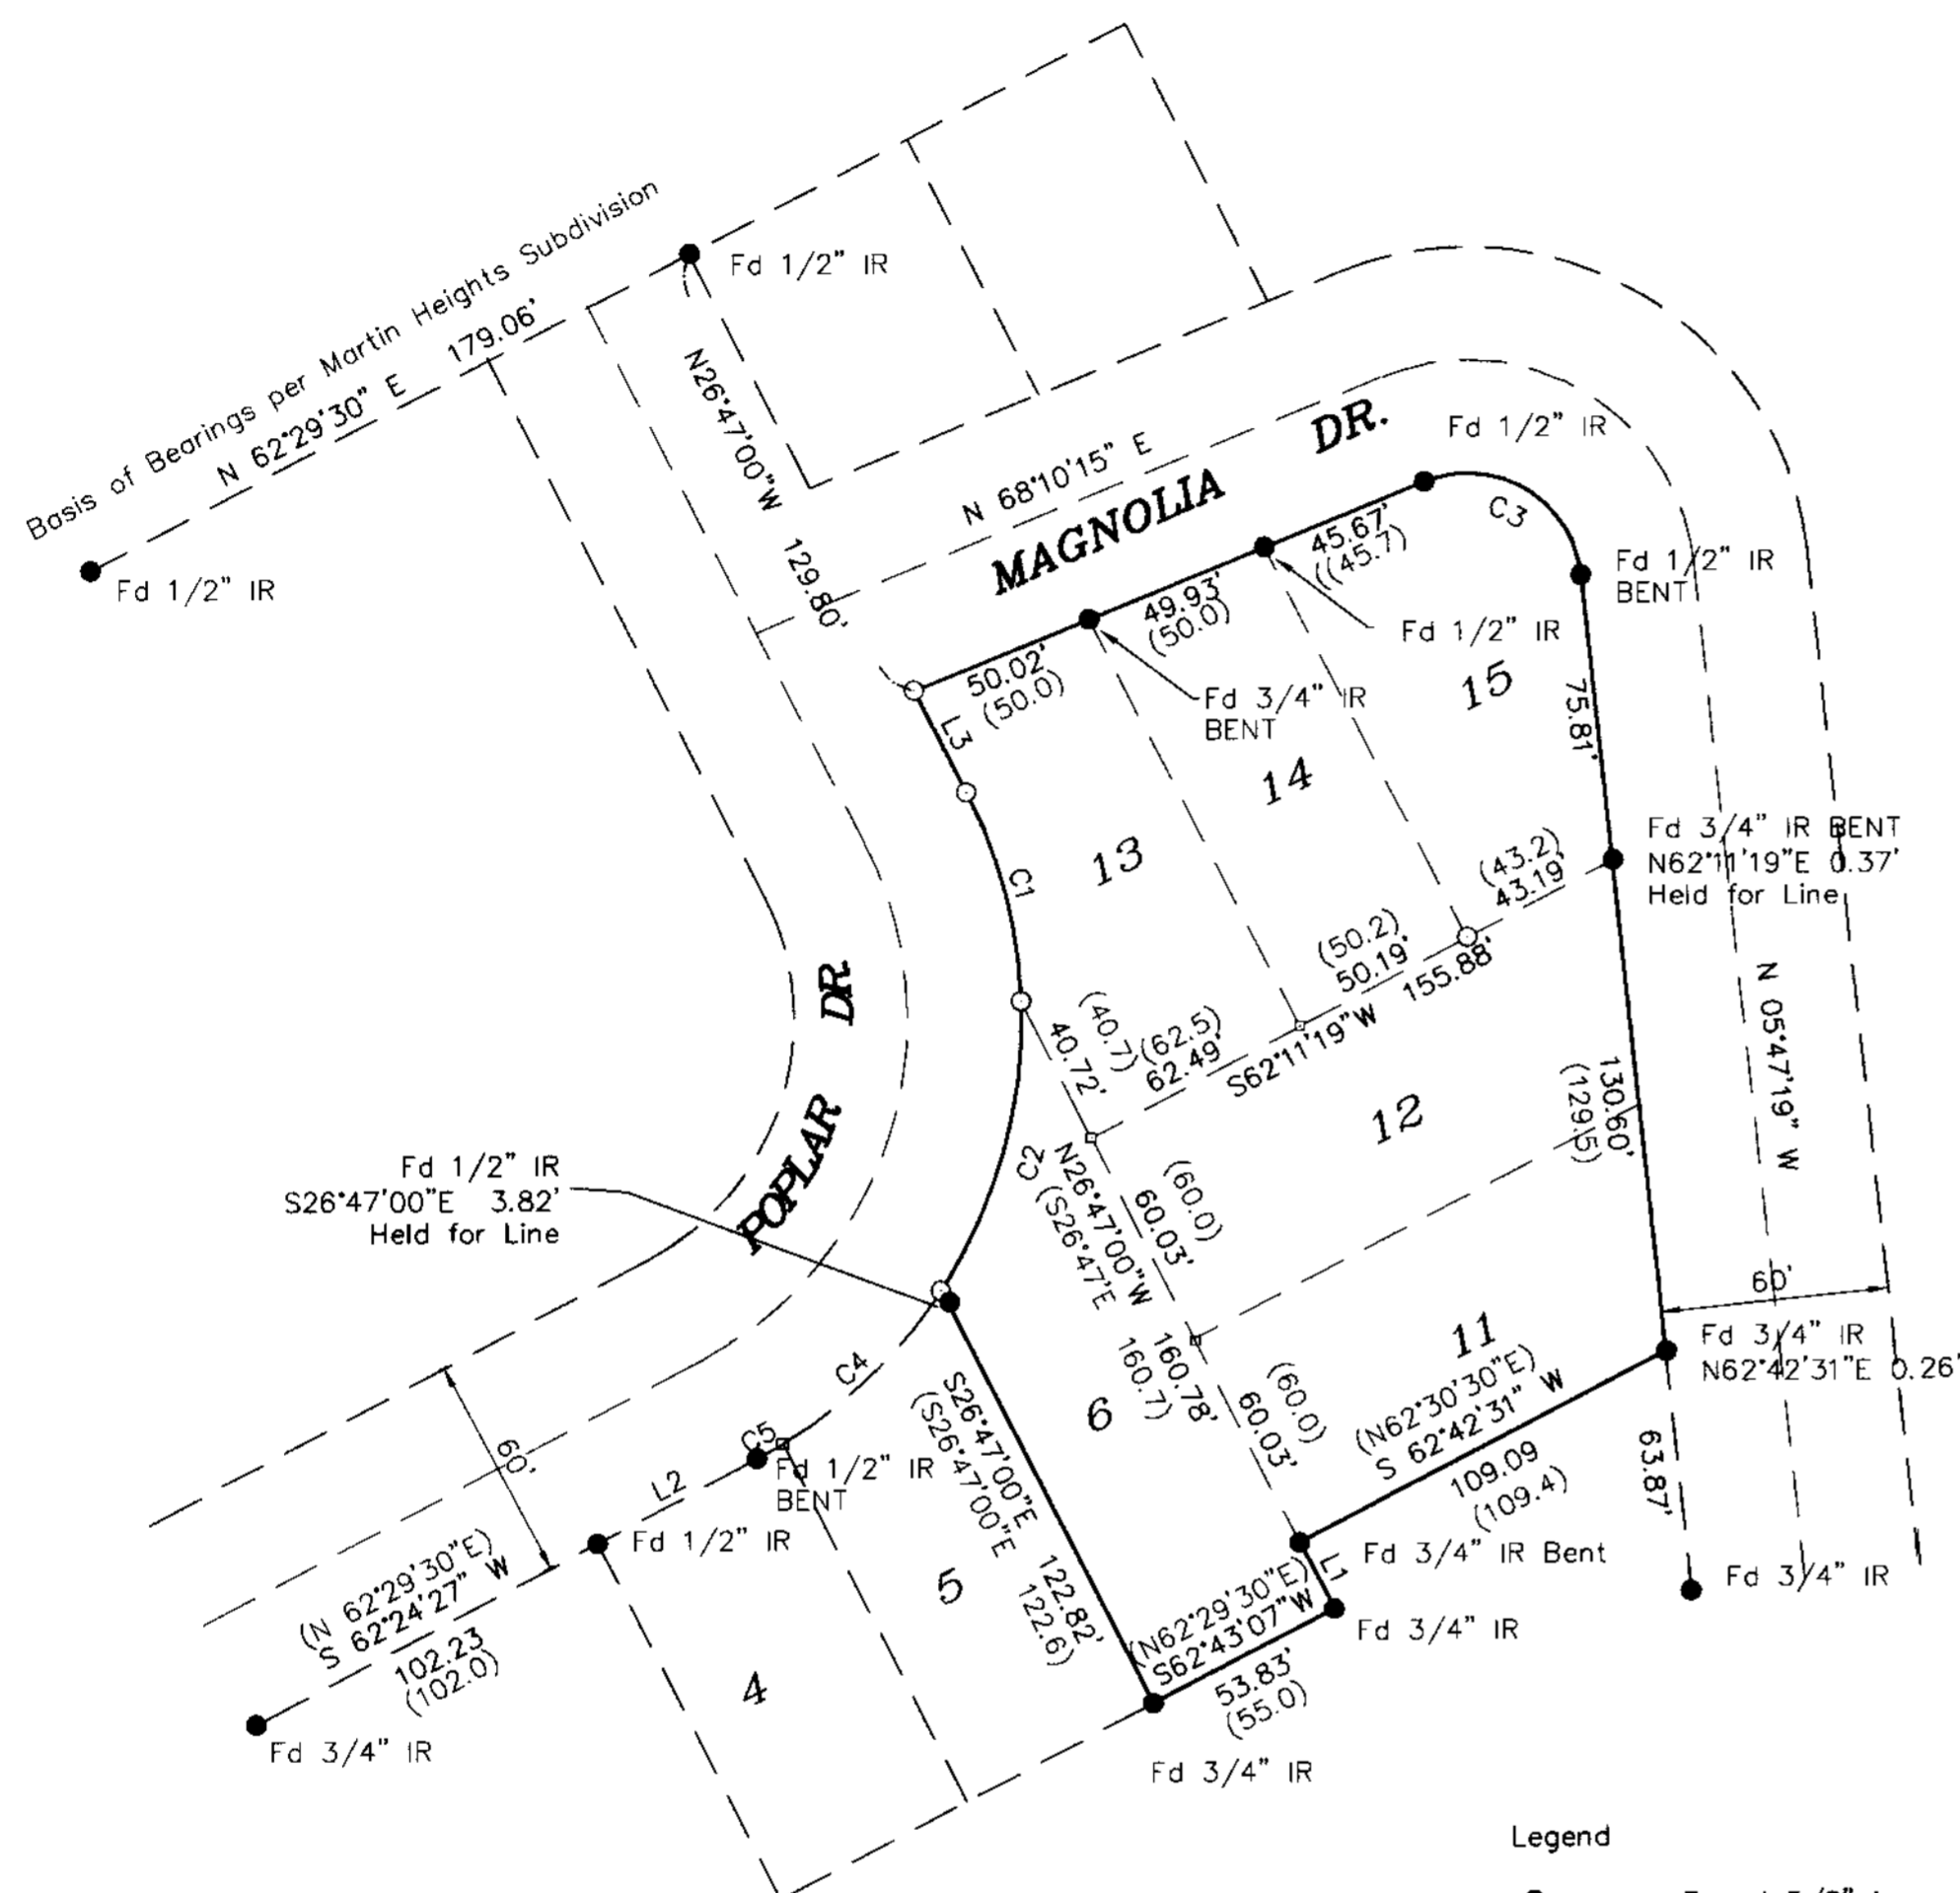 Basis of Bearings per Martin Heights Subdivision
N 62°29'30" E 179.06'
Fd 1/2" IR
Fd 1/2" IR
N26°47'00"W 129.80'
N 68°10'15" E
MAGNOLIA DR.
Fd 1/2" IR
C3
45.67'
((45.7)
49.93'
(50.0)
50.02'
(50.0)
Fd 1/2" IR
BENT
Fd 1/2" IR
Fd 3/4" IR
BENT
15
75.81'
L3
14
13
C1
Fd 3/4" IR BENT
N62°11'19"E 0.37'
Held for Line
(43.2)
43.19'
(50.2)
50.19'
155.88'
(62.5)
62.49'
S62°11'19"W
(40.7)
40.72'
N 05°47'19" W
POPLAR DR.
12
130.60'
(129.5)
Fd 1/2" IR
S26°47'00"E 3.82'
Held for Line
C2
N26°47'00"W 160.78'
(S26°47'E 160.7)
(60.0)
60.03'
60'
11
Fd 3/4" IR
N62°42'31"E 0.26'
(60.0)
60.03'
(N62°30'30"E)
S 62°42'31" W
109.09
(109.4)
63.87'
C4
6
S26°47'00"E 122.82'
(S26°47'00"E 122.6)
C5
Fd 1/2" IR
BENT
L2
60'
Fd 1/2" IR
(N 62°29'30"E)
S 62°24'27" W
102.23
(102.0)
Fd 3/4" IR
5
4
Fd 3/4" IR Bent
L1
Fd 3/4" IR
Fd 3/4" IR
(N62°29'30"E)
S62°43'07"W
53.83'
(55.0)
Fd 3/4" IR
Legend